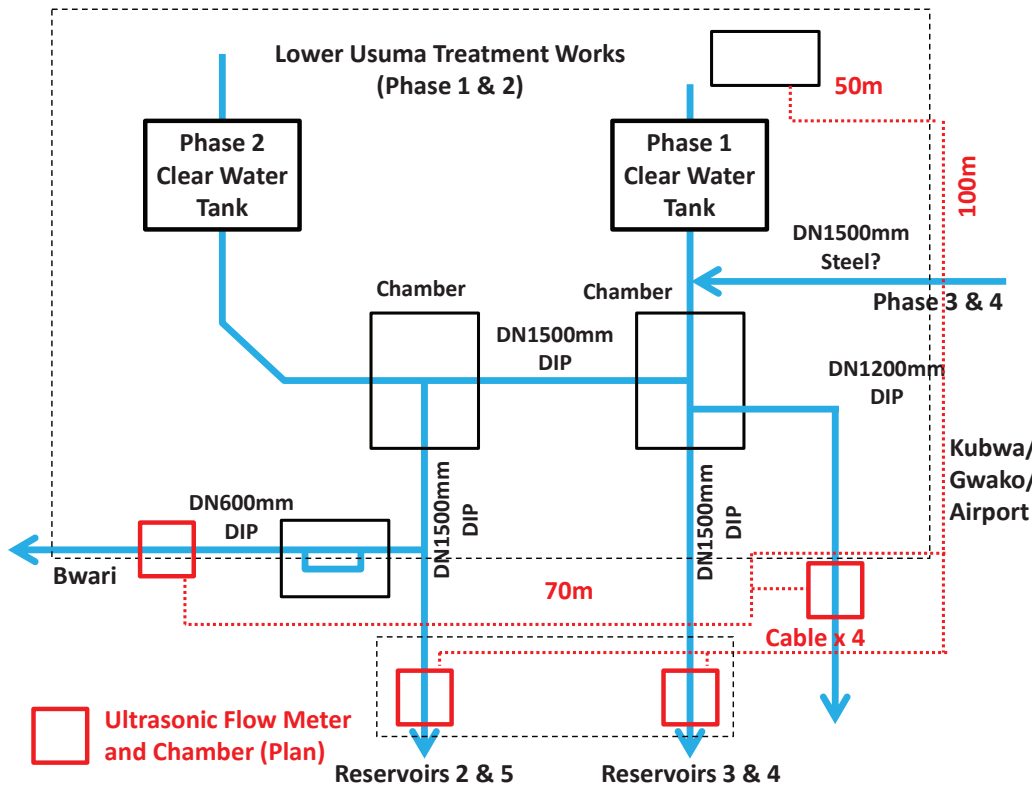 Lower Usuma Treatment Works
(Phase 1 & 2)
50m
Phase 2
Clear Water
Tank
Phase 1
Clear Water
Tank
100m
DN1500mm
Steel?
Phase 3 & 4
Chamber
Chamber
DN1500mm
DIP
DN1200mm
DIP
Kubwa/
Gwako/
Airport
DN600mm
DIP
DN1500mm
DIP
DN1500mm
DIP
Bwari
70m
Cable x 4
Ultrasonic Flow Meter
and Chamber (Plan)
Reservoirs 2 & 5
Reservoirs 3 & 4